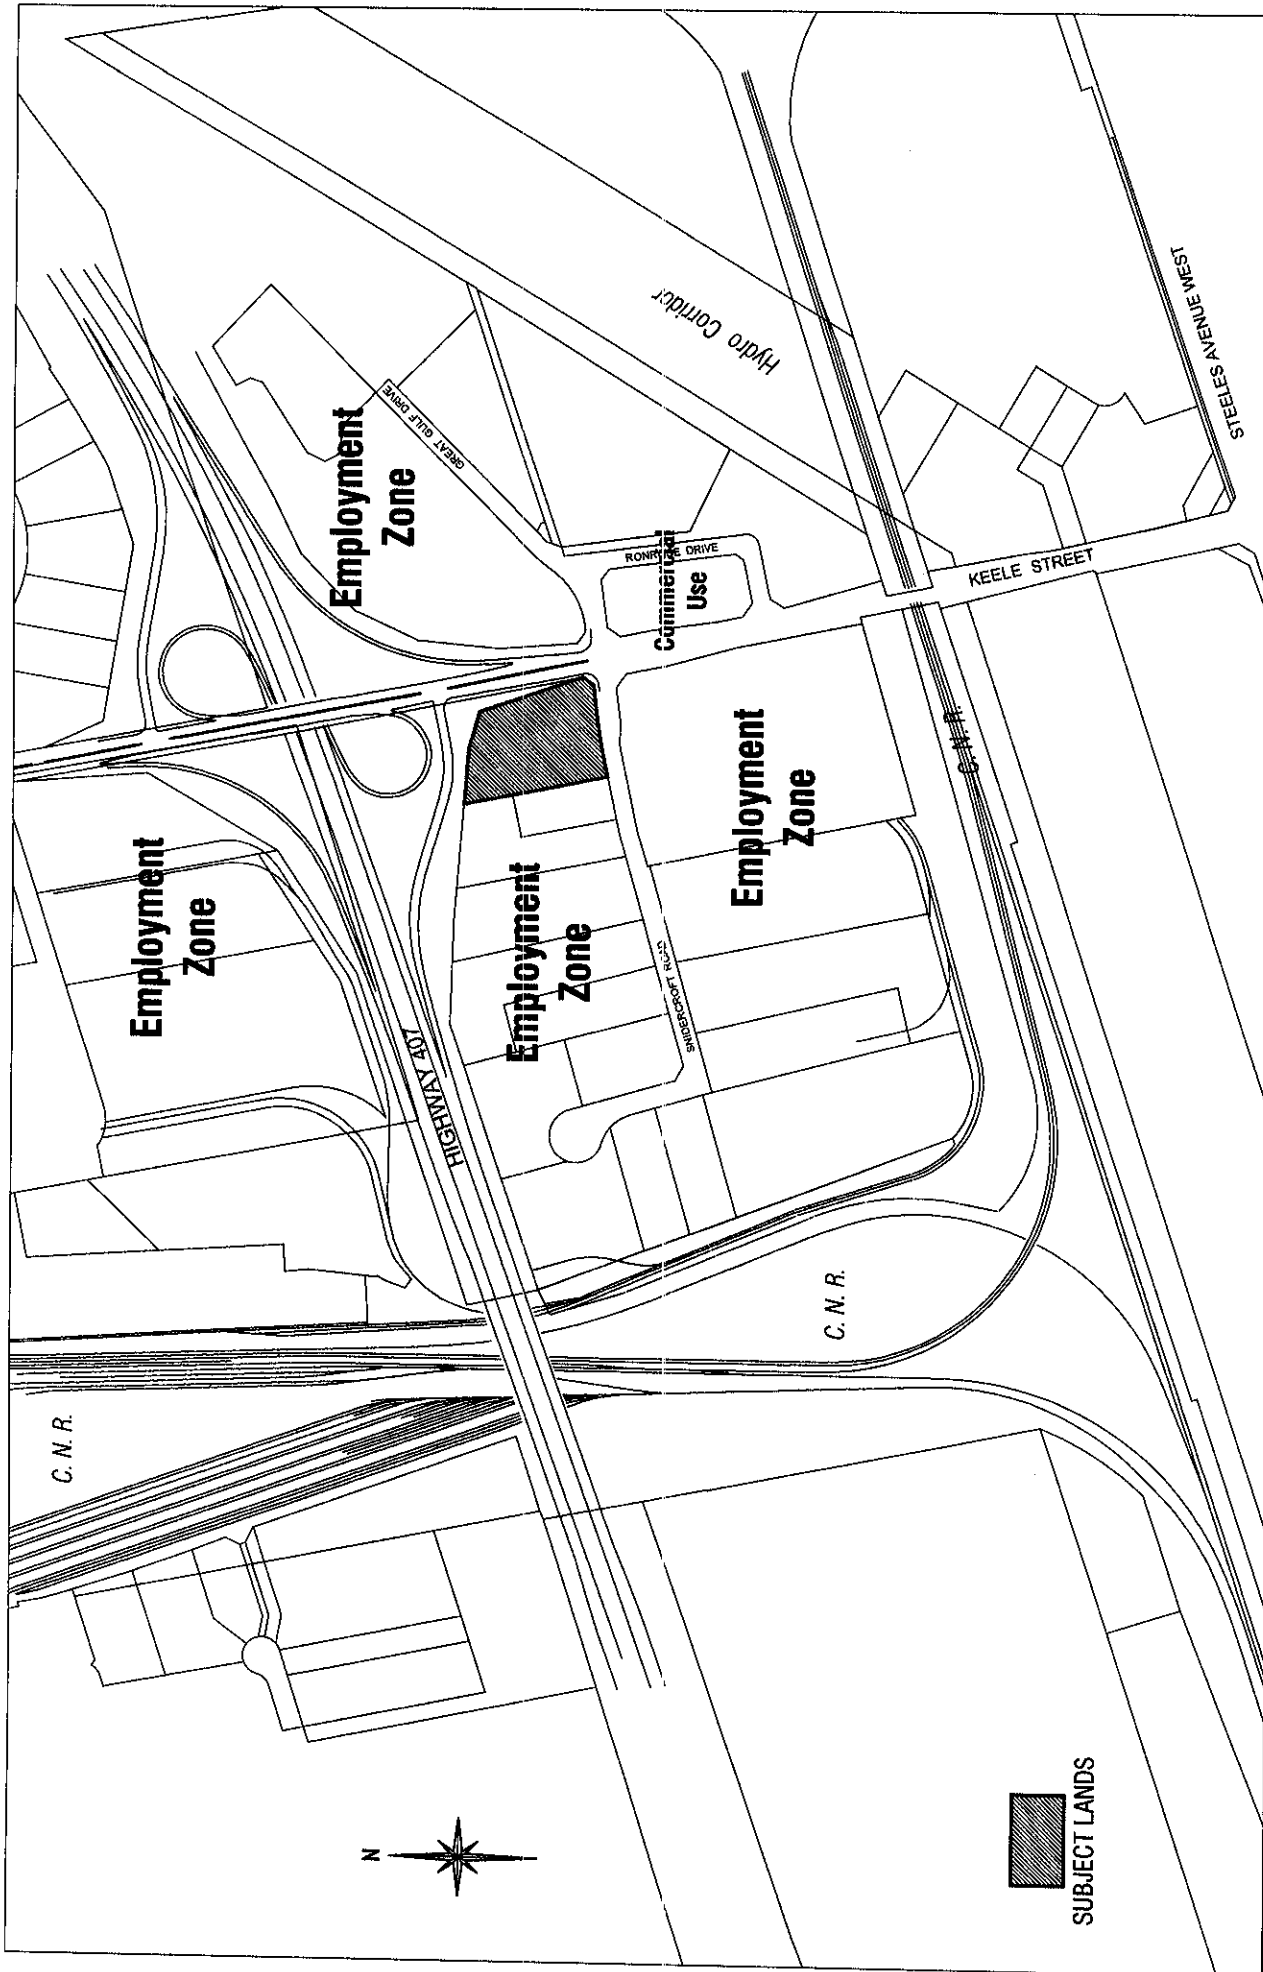 C. N. R.
Employment
Zone
Employment
Zone
GREAT GULF DRIVE
Hydro Corridor
HIGHWAY 407
Employment
Zone
RONROSE DRIVE
Commercial
Use
Employment
Zone
SNIDERCROFT ROAD
KEELE STREET
C. N. R.
C. N. R.
STEELES AVENUE WEST
N
SUBJECT LANDS